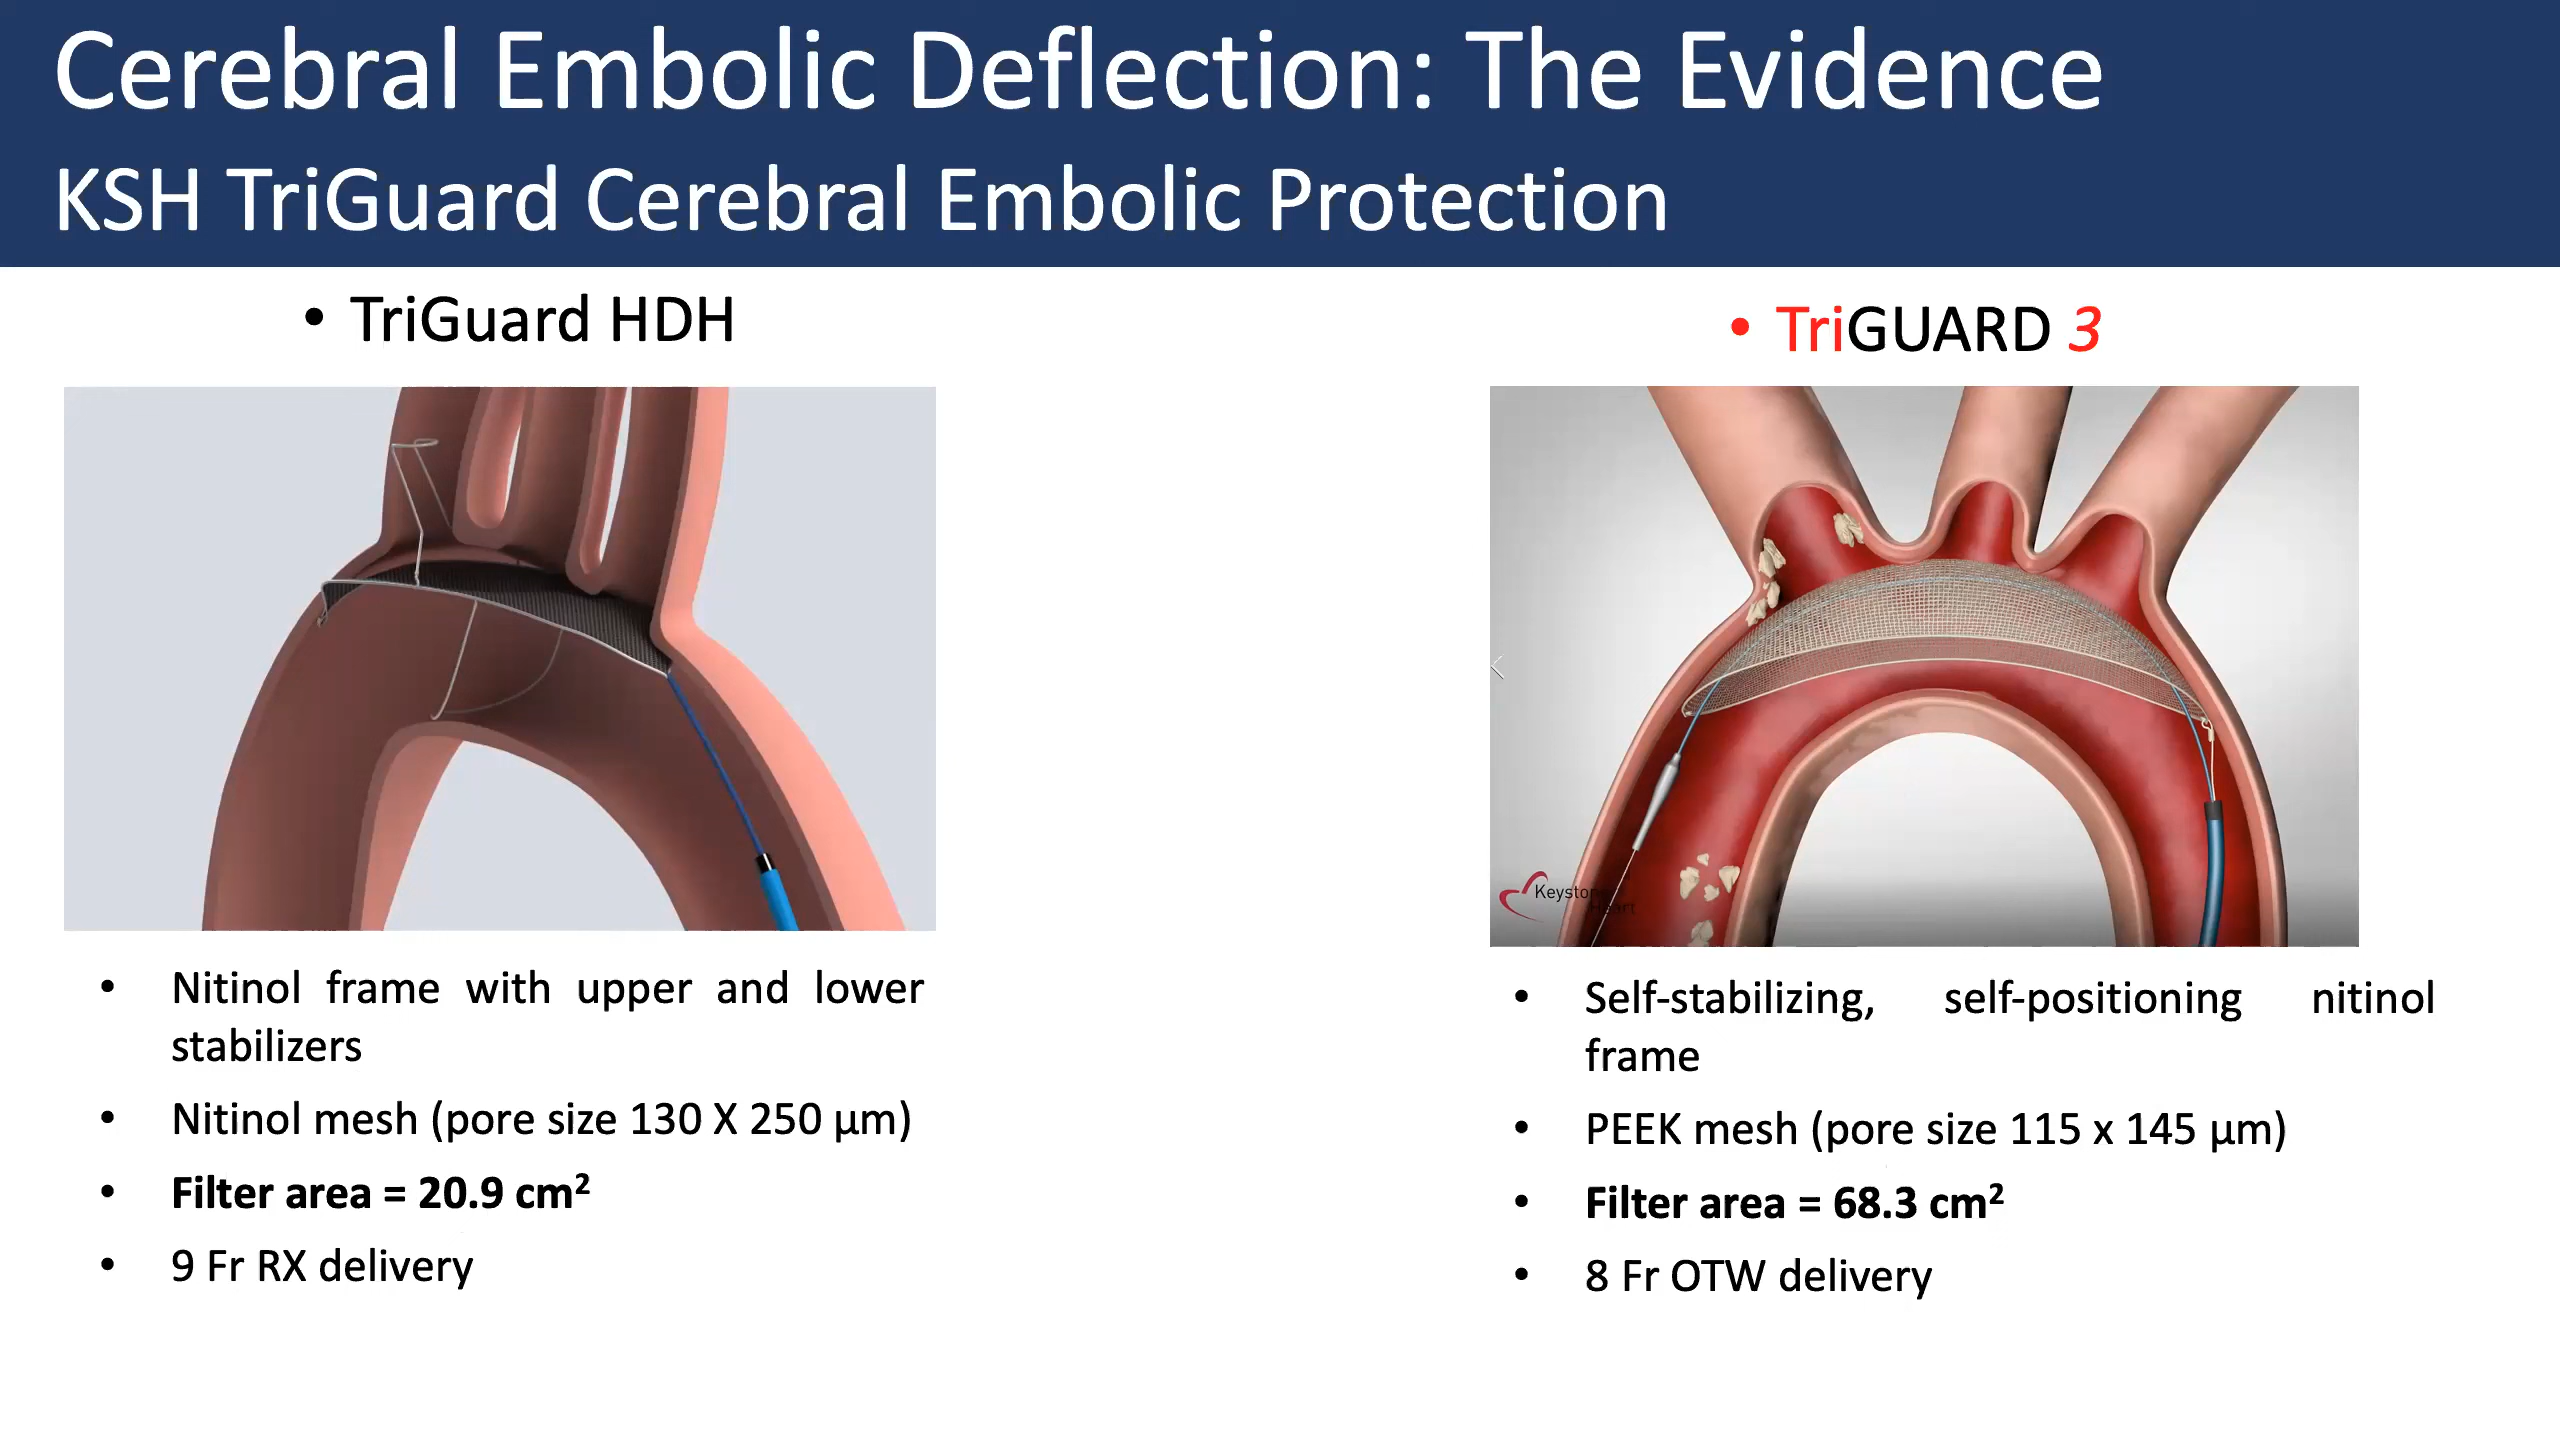 Cerebral Embolic Deflection: The Evidence
KSH TriGuard Cerebral Embolic Protection
• TriGuard HDH
• Nitinol frame with upper and lower
stabilizers
• Nitinol mesh (pore size 130 X 250 µm)
• Filter area = 20.9 cm²
• 9 Fr RX delivery
• TriGUARD 3
Keystone
Heart
• Self-stabilizing, self-positioning nitinol
frame
• PEEK mesh (pore size 115 x 145 µm)
• Filter area = 68.3 cm²
• 8 Fr OTW delivery